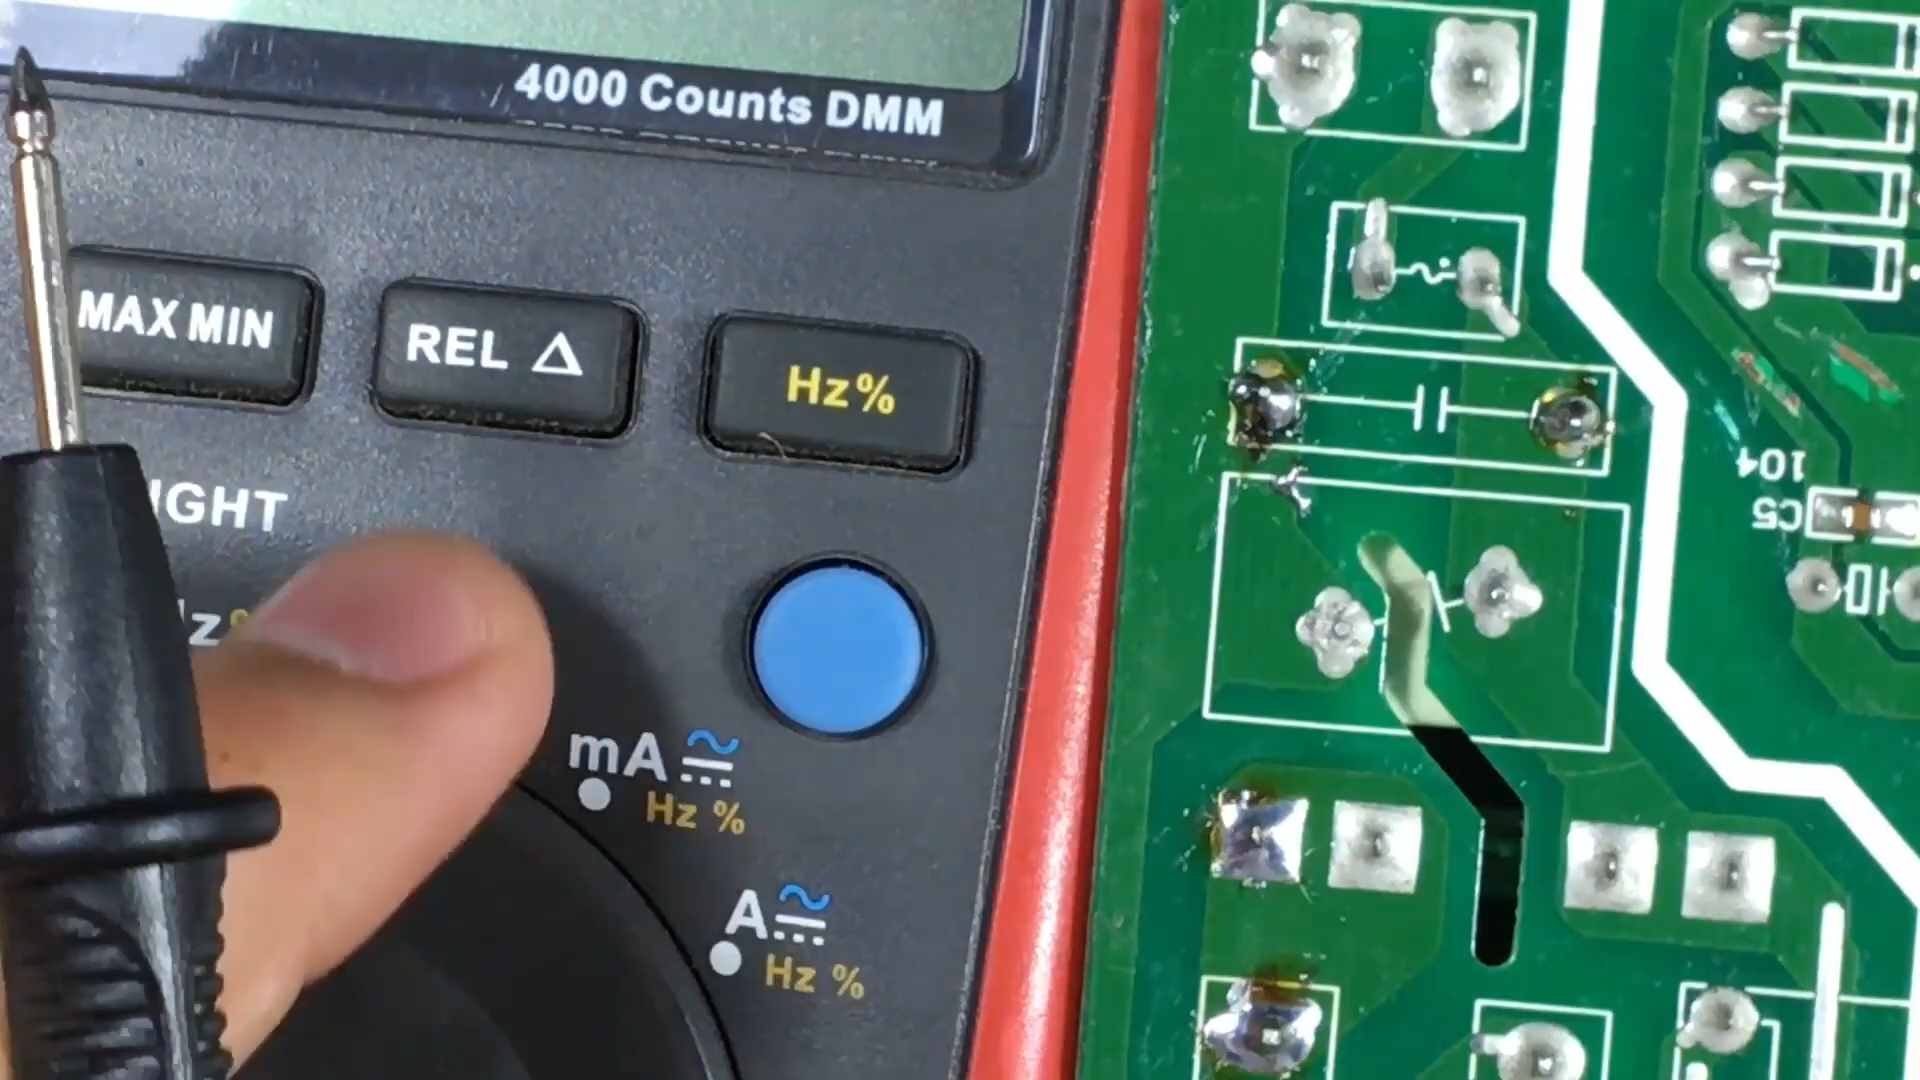 4000 Counts DMM
MAX MIN
REL Δ
Hz%
IGHT
z%
mA
Hz %
A
Hz %
104
C5